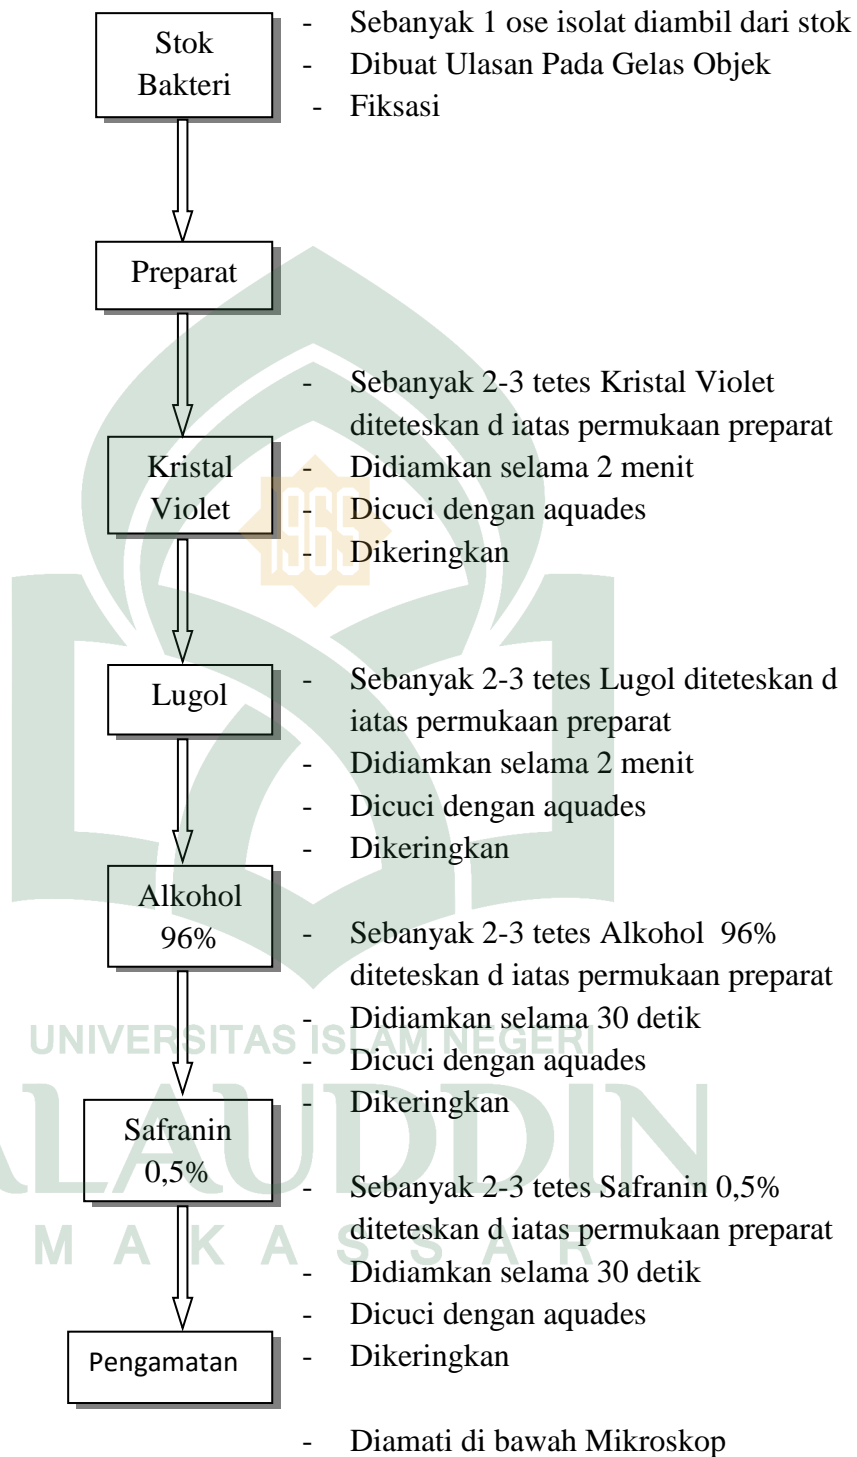 Stok
Bakteri
- Sebanyak 1 ose isolat diambil dari stok
- Dibuat Ulasan Pada Gelas Objek
- Fiksasi
Preparat
Kristal
Violet
- Sebanyak 2-3 tetes Kristal Violet
diteteskan d iatas permukaan preparat
- Didiamkan selama 2 menit
- Dicuci dengan aquades
- Dikeringkan
1965
Lugol
- Sebanyak 2-3 tetes Lugol diteteskan d
iatas permukaan preparat
- Didiamkan selama 2 menit
- Dicuci dengan aquades
- Dikeringkan
Alkohol
96%
- Sebanyak 2-3 tetes Alkohol 96%
diteteskan d iatas permukaan preparat
- Didiamkan selama 30 detik
- Dicuci dengan aquades
- Dikeringkan
UNIVERSITAS ISLAM NEGERI
ALAUDDIN
MAKASSAR
Safranin
0,5%
- Sebanyak 2-3 tetes Safranin 0,5%
diteteskan d iatas permukaan preparat
- Didiamkan selama 30 detik
- Dicuci dengan aquades
- Dikeringkan
Pengamatan
- Diamati di bawah Mikroskop